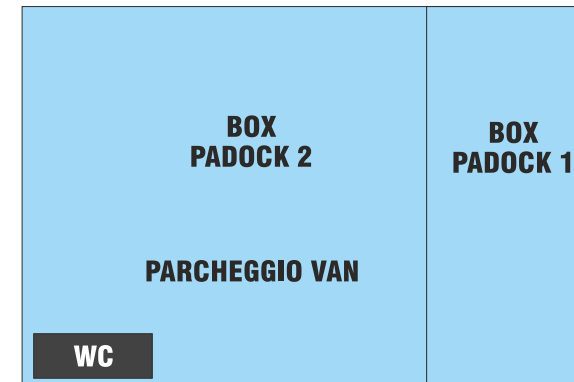 BOX
PADOCK 2
BOX
PADOCK 1
PARCHEGGIO VAN
WC